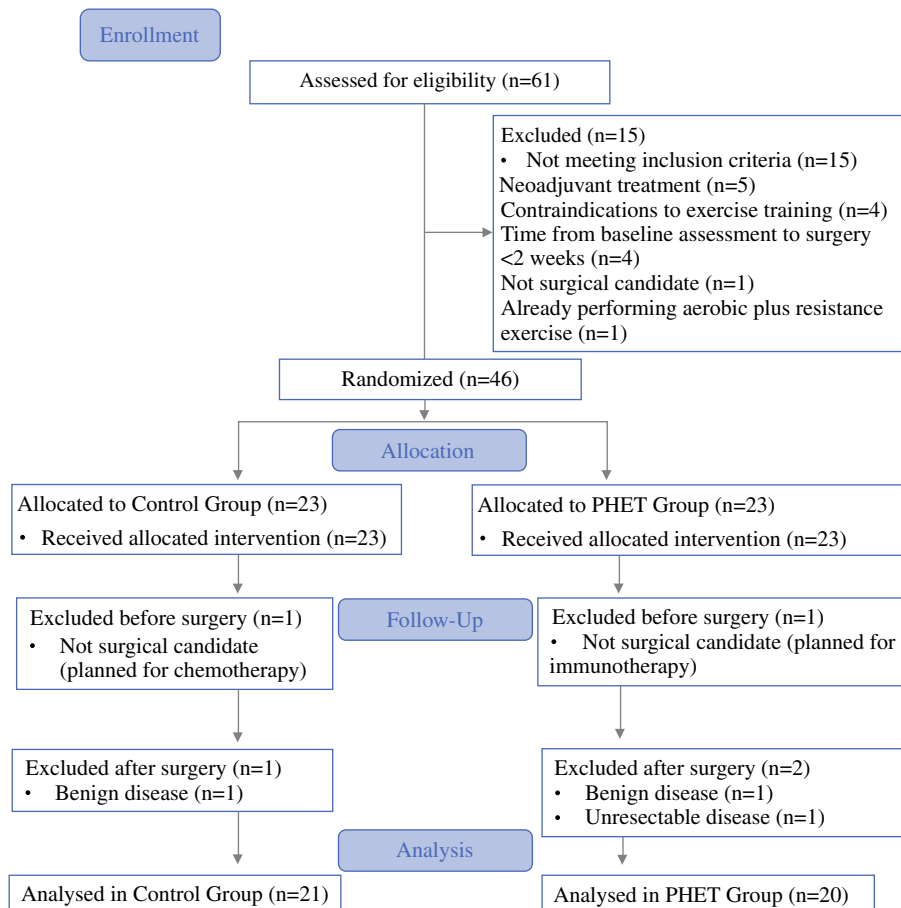 Enrollment
Assessed for eligibility (n=61)
Excluded (n=15)
• Not meeting inclusion criteria (n=15)
Neoadjuvant treatment (n=5)
Contraindications to exercise training (n=4)
Time from baseline assessment to surgery
<2 weeks (n=4)
Not surgical candidate (n=1)
Already performing aerobic plus resistance
exercise (n=1)
Randomized (n=46)
Allocation
Allocated to Control Group (n=23)
• Received allocated intervention (n=23)
Allocated to PHET Group (n=23)
• Received allocated intervention (n=23)
Follow-Up
Excluded before surgery (n=1)
• Not surgical candidate
(planned for chemotherapy)
Excluded before surgery (n=1)
• Not surgical candidate (planned for
immunotherapy)
Excluded after surgery (n=1)
• Benign disease (n=1)
Excluded after surgery (n=2)
• Benign disease (n=1)
• Unresectable disease (n=1)
Analysis
Analysed in Control Group (n=21)
Analysed in PHET Group (n=20)